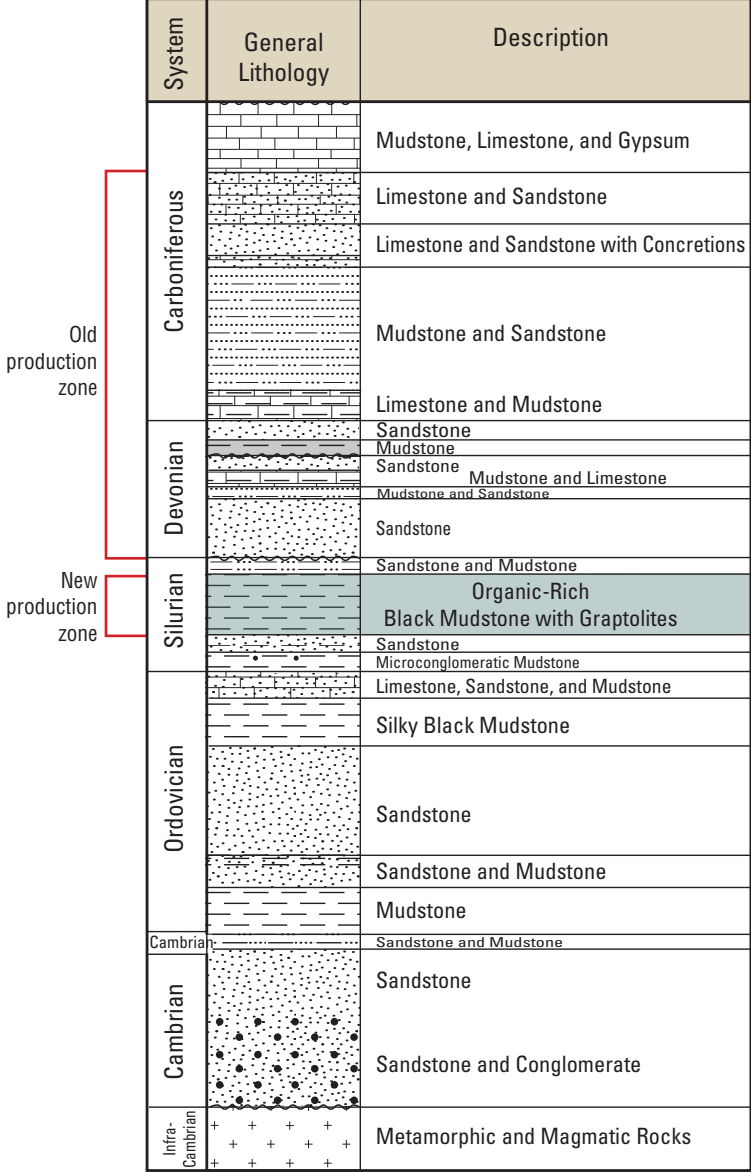 System
General
Lithology
Description
Carboniferous
Mudstone, Limestone, and Gypsum
Limestone and Sandstone
Limestone and Sandstone with Concretions
Old
production
zone
Mudstone and Sandstone
Limestone and Mudstone
Devonian
Sandstone
Mudstone
Sandstone
Mudstone and Limestone
Mudstone and Sandstone
Sandstone
Silurian
Sandstone and Mudstone
New
production
zone
Organic-Rich
Black Mudstone with Graptolites
Sandstone
Microconglomeratic Mudstone
Ordovician
Limestone, Sandstone, and Mudstone
Silky Black Mudstone
Sandstone
Sandstone and Mudstone
Mudstone
Cambrian
Sandstone and Mudstone
Cambrian
Sandstone
Sandstone and Conglomerate
Infra-
Cambrian
Metamorphic and Magmatic Rocks